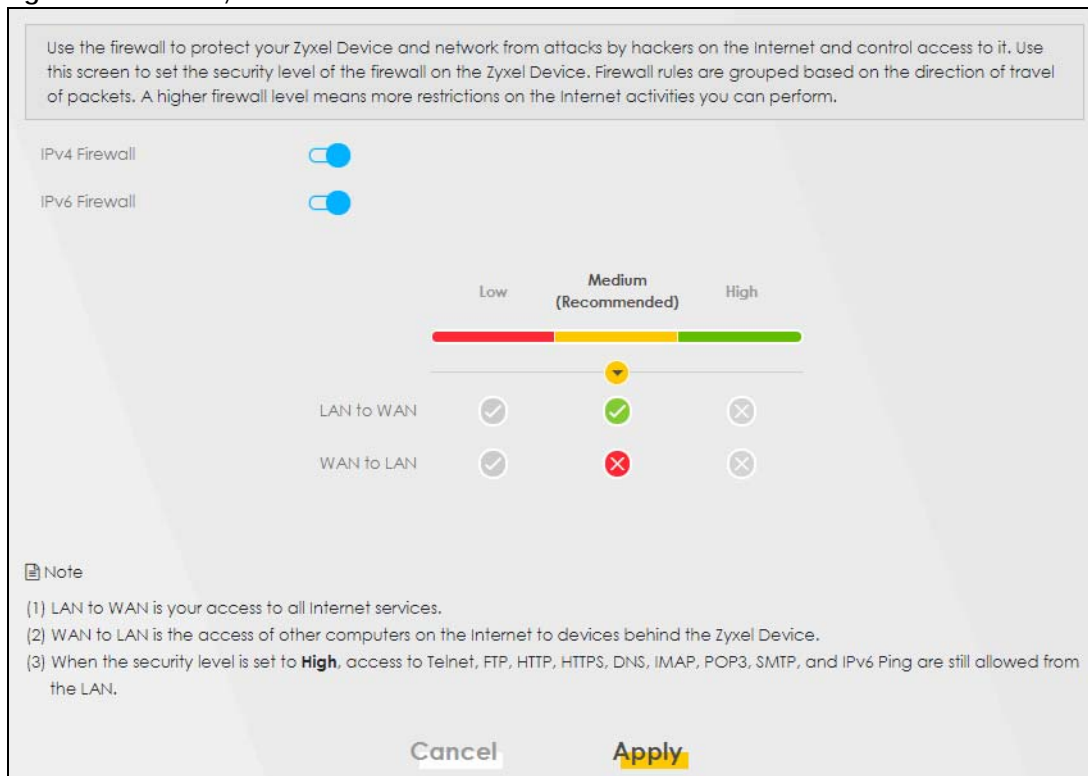 Use the firewall to protect your Zyxel Device and network from attacks by hackers on the Internet and control access to it. Use
this screen to set the security level of the firewall on the Zyxel Device. Firewall rules are grouped based on the direction of travel
of packets. A higher firewall level means more restrictions on the Internet activities you can perform.
IPv4 Firewall
IPv6 Firewall
Low
Medium
(Recommended)
High
LAN to WAN
WAN to LAN
Note
(1) LAN to WAN is your access to all Internet services.
(2) WAN to LAN is the access of other computers on the Internet to devices behind the Zyxel Device.
(3) When the security level is set to High, access to Telnet, FTP, HTTP, HTTPS, DNS, IMAP, POP3, SMTP, and IPv6 Ping are still allowed from
the LAN.
Cancel Apply